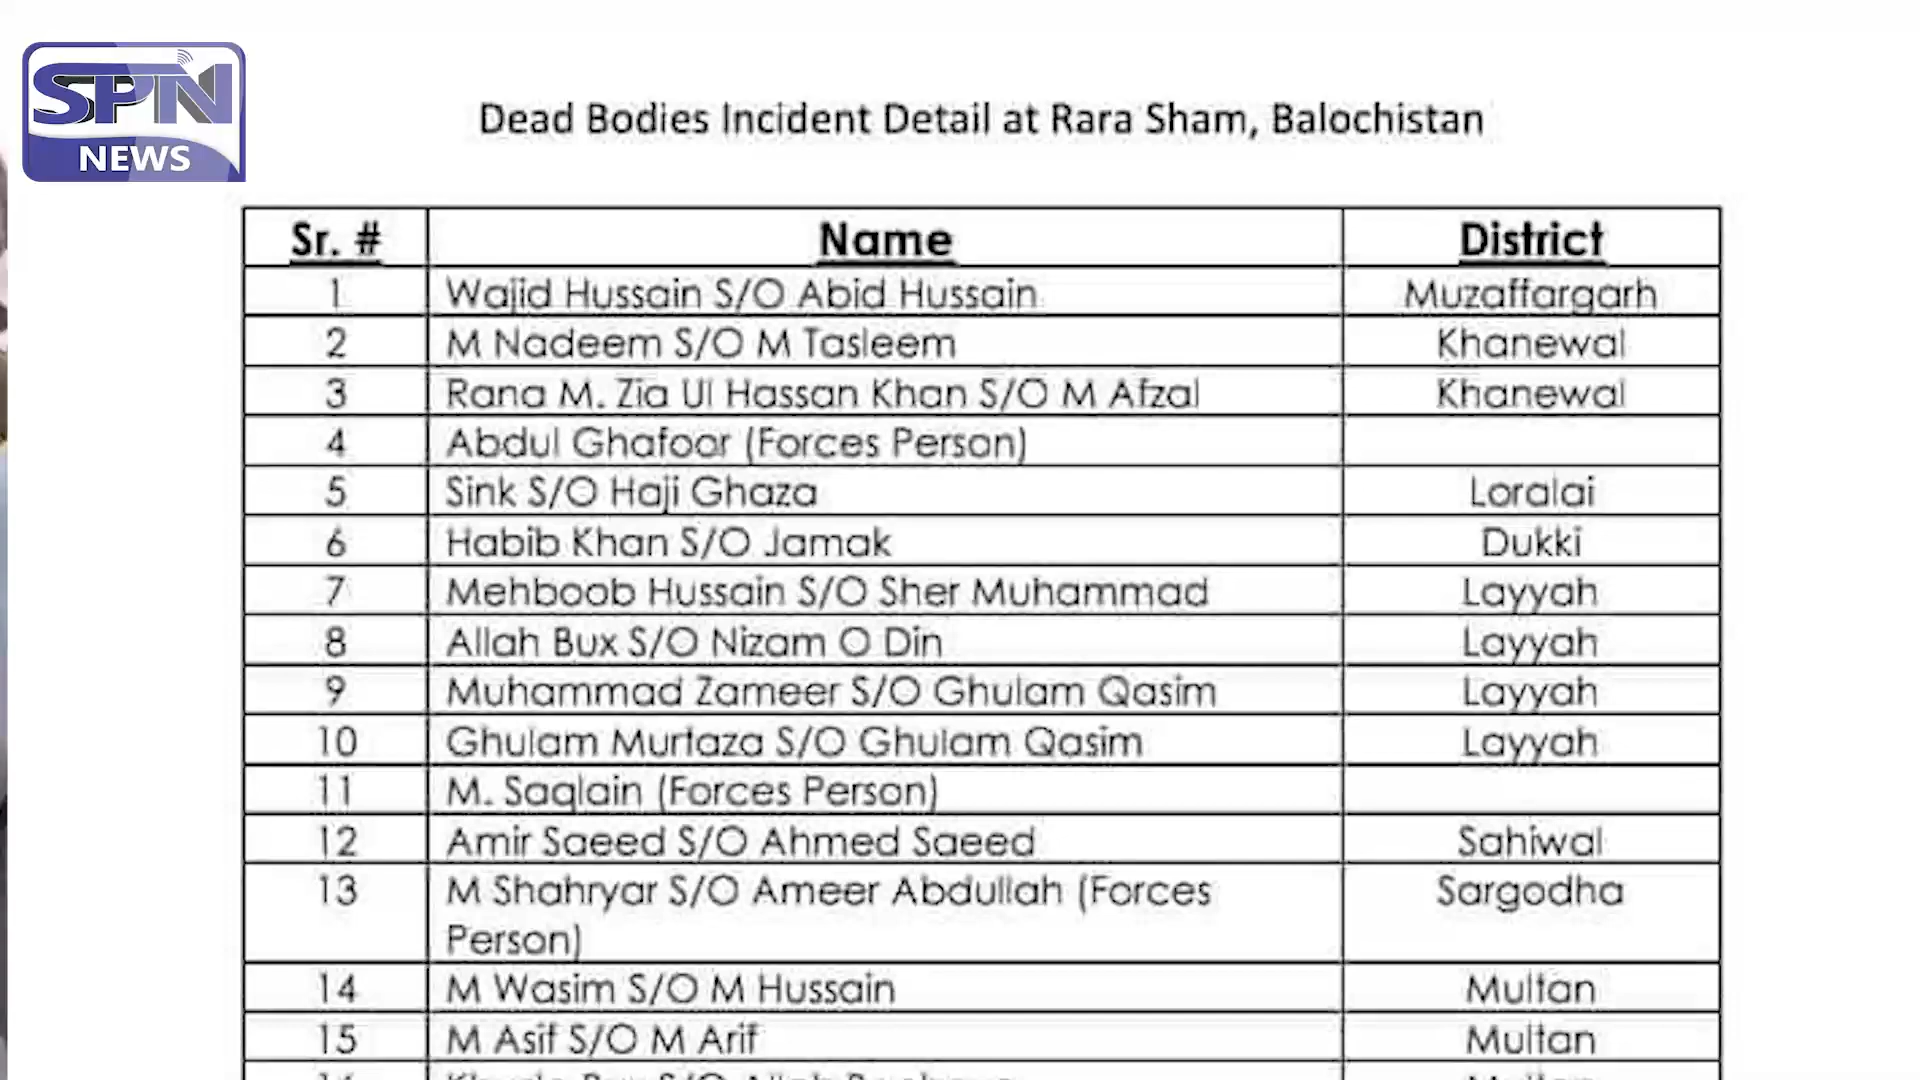 SPN
NEWS
Dead Bodies Incident Detail at Rara Sham, Balochistan
Sr. # Name District
1 Wajid Hussain S/O Abid Hussain Muzaffargarh
2 M Nadeem S/O M Tasleem Khanewal
3 Rana M. Zia Ul Hassan Khan S/O M Afzal Khanewal
4 Abdul Ghafoor (Forces Person)
5 Sink S/O Haji Ghaza Loralai
6 Habib Khan S/O Jamak Dukki
7 Mehboob Hussain S/O Sher Muhammad Layyah
8 Allah Bux S/O Nizam O Din Layyah
9 Muhammad Zameer S/O Ghulam Qasim Layyah
10 Ghulam Murtaza S/O Ghulam Qasim Layyah
11 M. Saqlain (Forces Person)
12 Amir Saeed S/O Ahmed Saeed Sahiwal
13 M Shahryar S/O Ameer Abdullah (Forces Sargodha
Person)
14 M Wasim S/O M Hussain Multan
15 M Asif S/O M Arif Multan